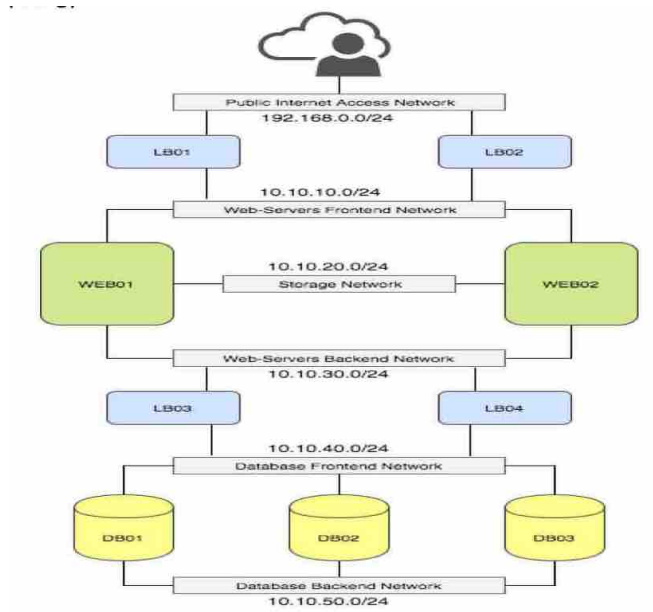 Public Internet Access Network
192.168.0.0/24
LB01
LB02
10.10.10.0/24
Web-Servers Frontend Network
10.10.20.0/24
WEB01
Storage Network
WEB02
Web-Servers Backend Network
10.10.30.0/24
LB03
LB04
10.10.40.0/24
Database Frontend Network
DB01
DB02
DB03
Database Backend Network
10.10.50.0/24